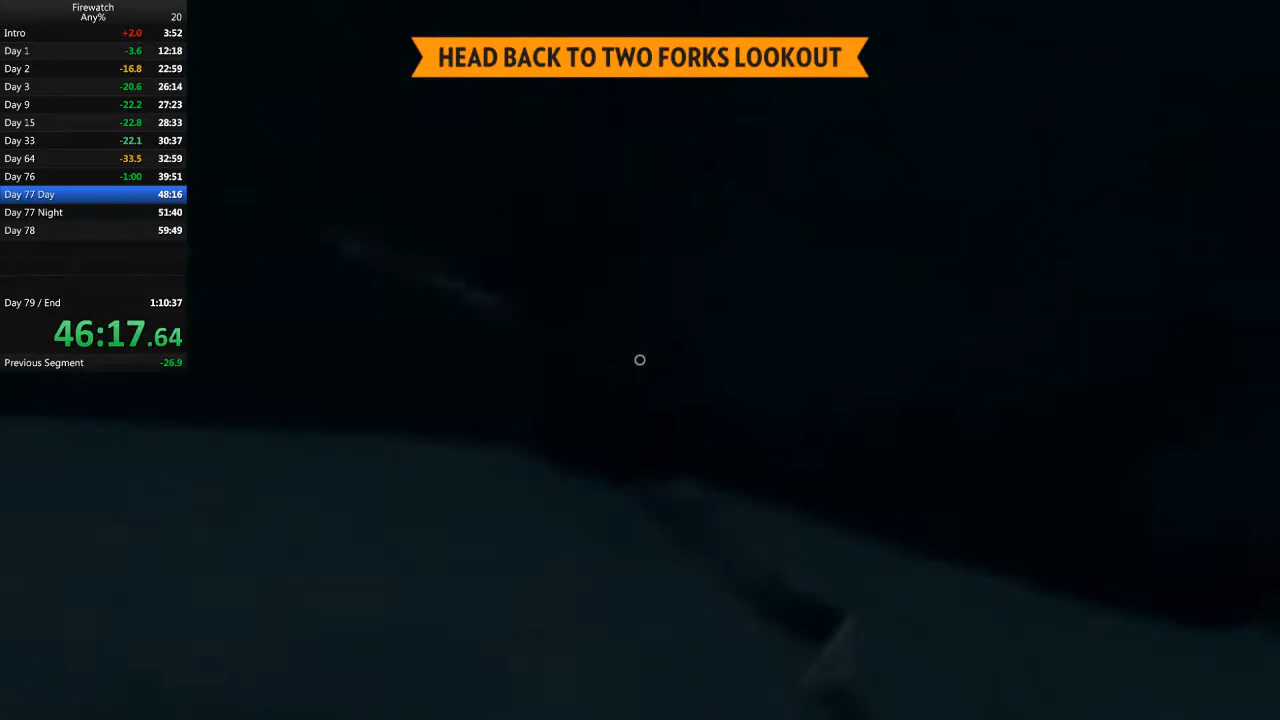 Firewatch
Any% 20
Intro +2.0 3:52
Day 1 -3.6 12:18
Day 2 -16.8 22:59
Day 3 -20.6 26:14
Day 9 -22.2 27:23
Day 15 -22.8 28:33
Day 33 -22.1 30:37
Day 64 -33.5 32:59
Day 76 -1:00 39:51
Day 77 Day 48:16
Day 77 Night 51:40
Day 78 59:49
Day 79 / End 1:10:37
46:17.64
Previous Segment -26.9
HEAD BACK TO TWO FORKS LOOKOUT